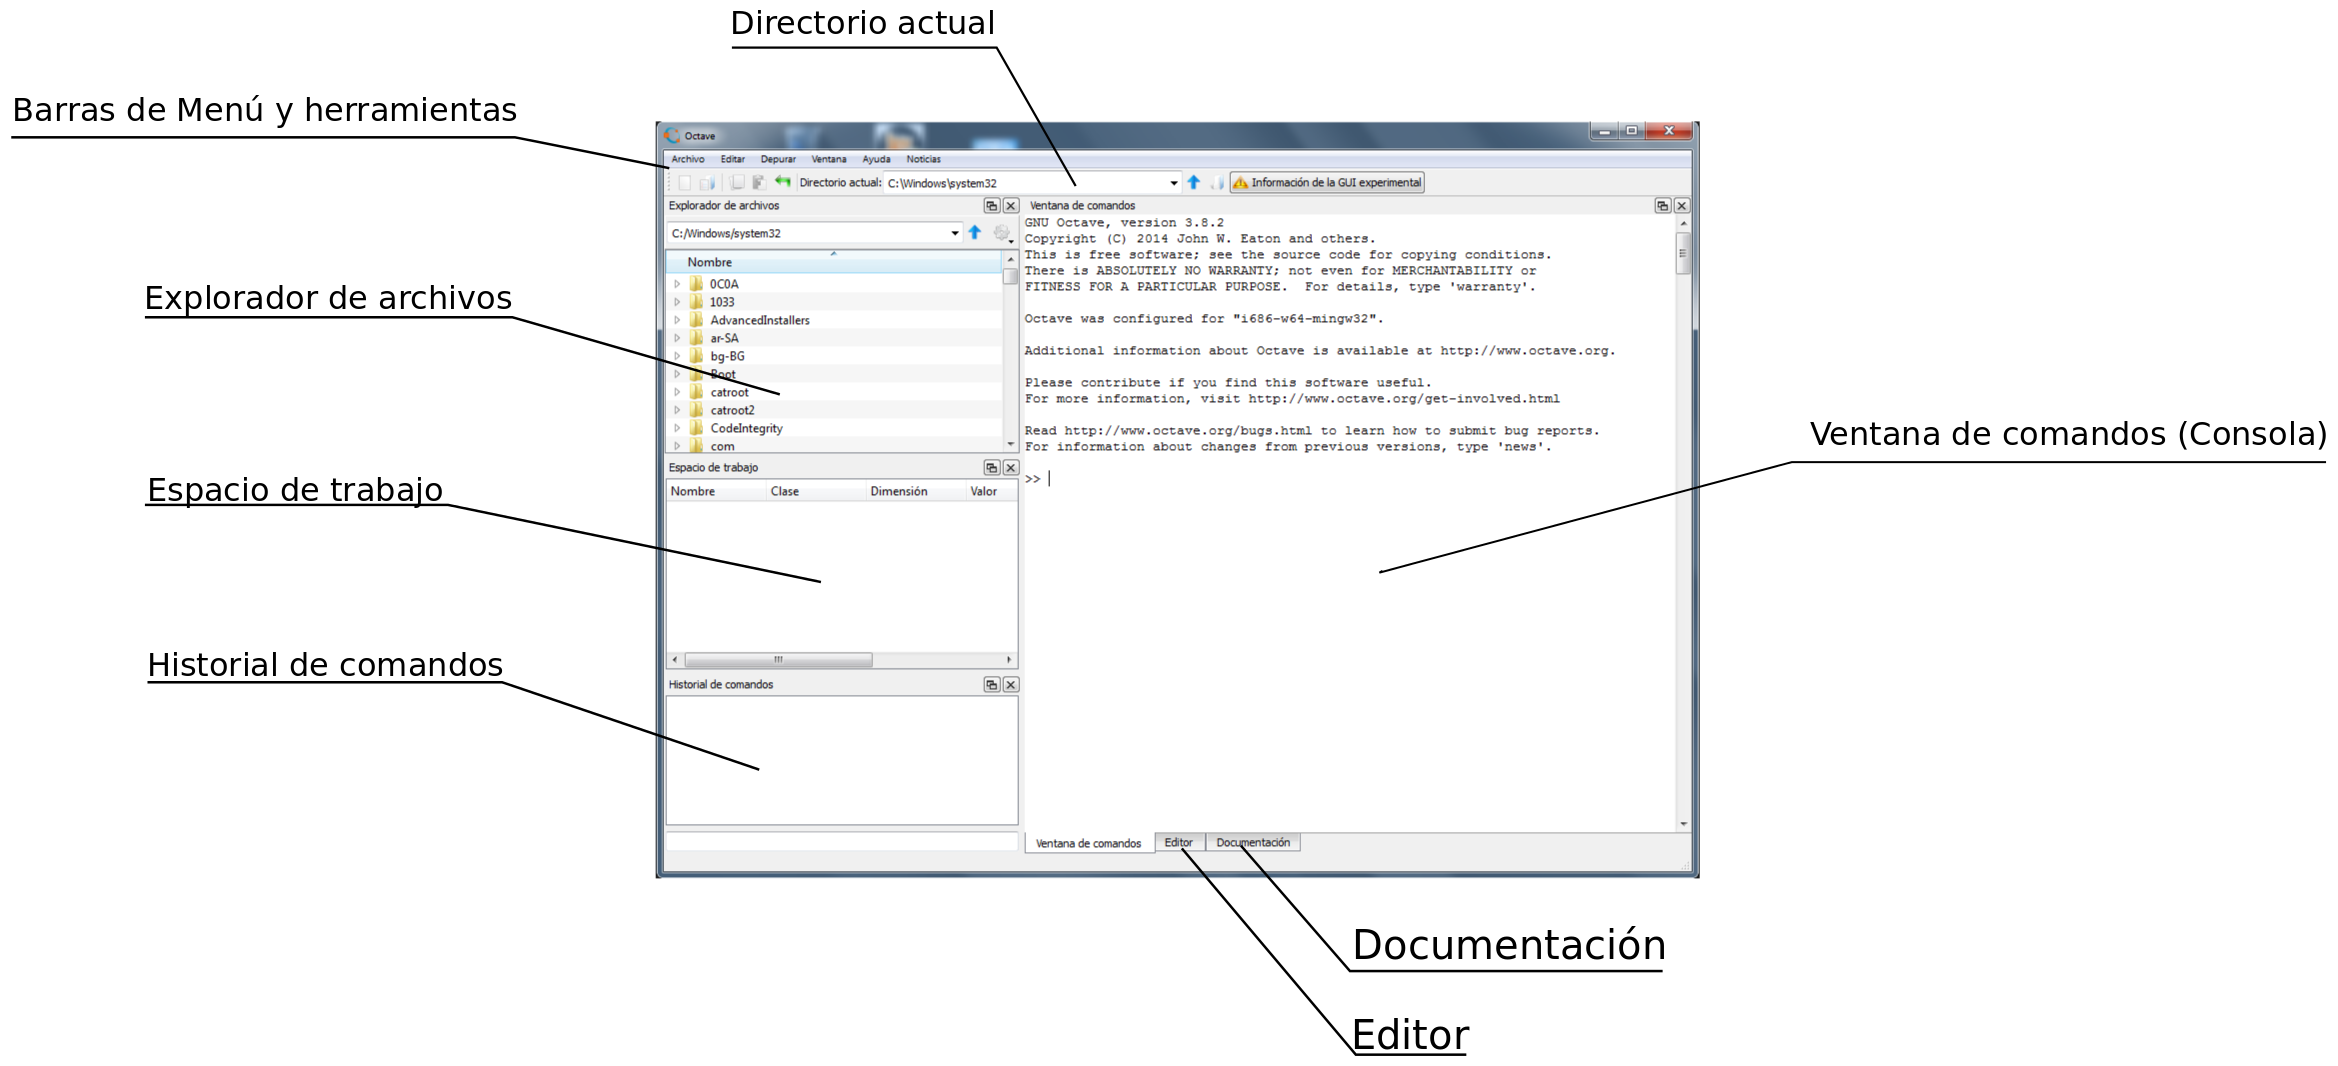 Directorio actual
Barras de Menú y herramientas
Octave
Archivo Editar Depurar Ventana Ayuda Noticias
Directorio actual: C:\Windows\system32 Información de la GUI experimental
Explorador de archivos
C:/Windows/system32
Nombre
0C0A
1033
AdvancedInstallers
ar-SA
bg-BG
Boot
catroot
catroot2
CodeIntegrity
com
Explorador de archivos
Ventana de comandos
GNU Octave, version 3.8.2
Copyright (C) 2014 John W. Eaton and others.
This is free software; see the source code for copying conditions.
There is ABSOLUTELY NO WARRANTY; not even for MERCHANTABILITY or
FITNESS FOR A PARTICULAR PURPOSE.  For details, type 'warranty'.
Octave was configured for "i686-w64-mingw32".
Additional information about Octave is available at http://www.octave.org.
Please contribute if you find this software useful.
For more information, visit http://www.octave.org/get-involved.html
Read http://www.octave.org/bugs.html to learn how to submit bug reports.
For information about changes from previous versions, type 'news'.
>>
Ventana de comandos (Consola)
Espacio de trabajo
Espacio de trabajo
Nombre Clase Dimensión Valor
Historial de comandos
Historial de comandos
Ventana de comandos Editor Documentación
Documentación
Editor